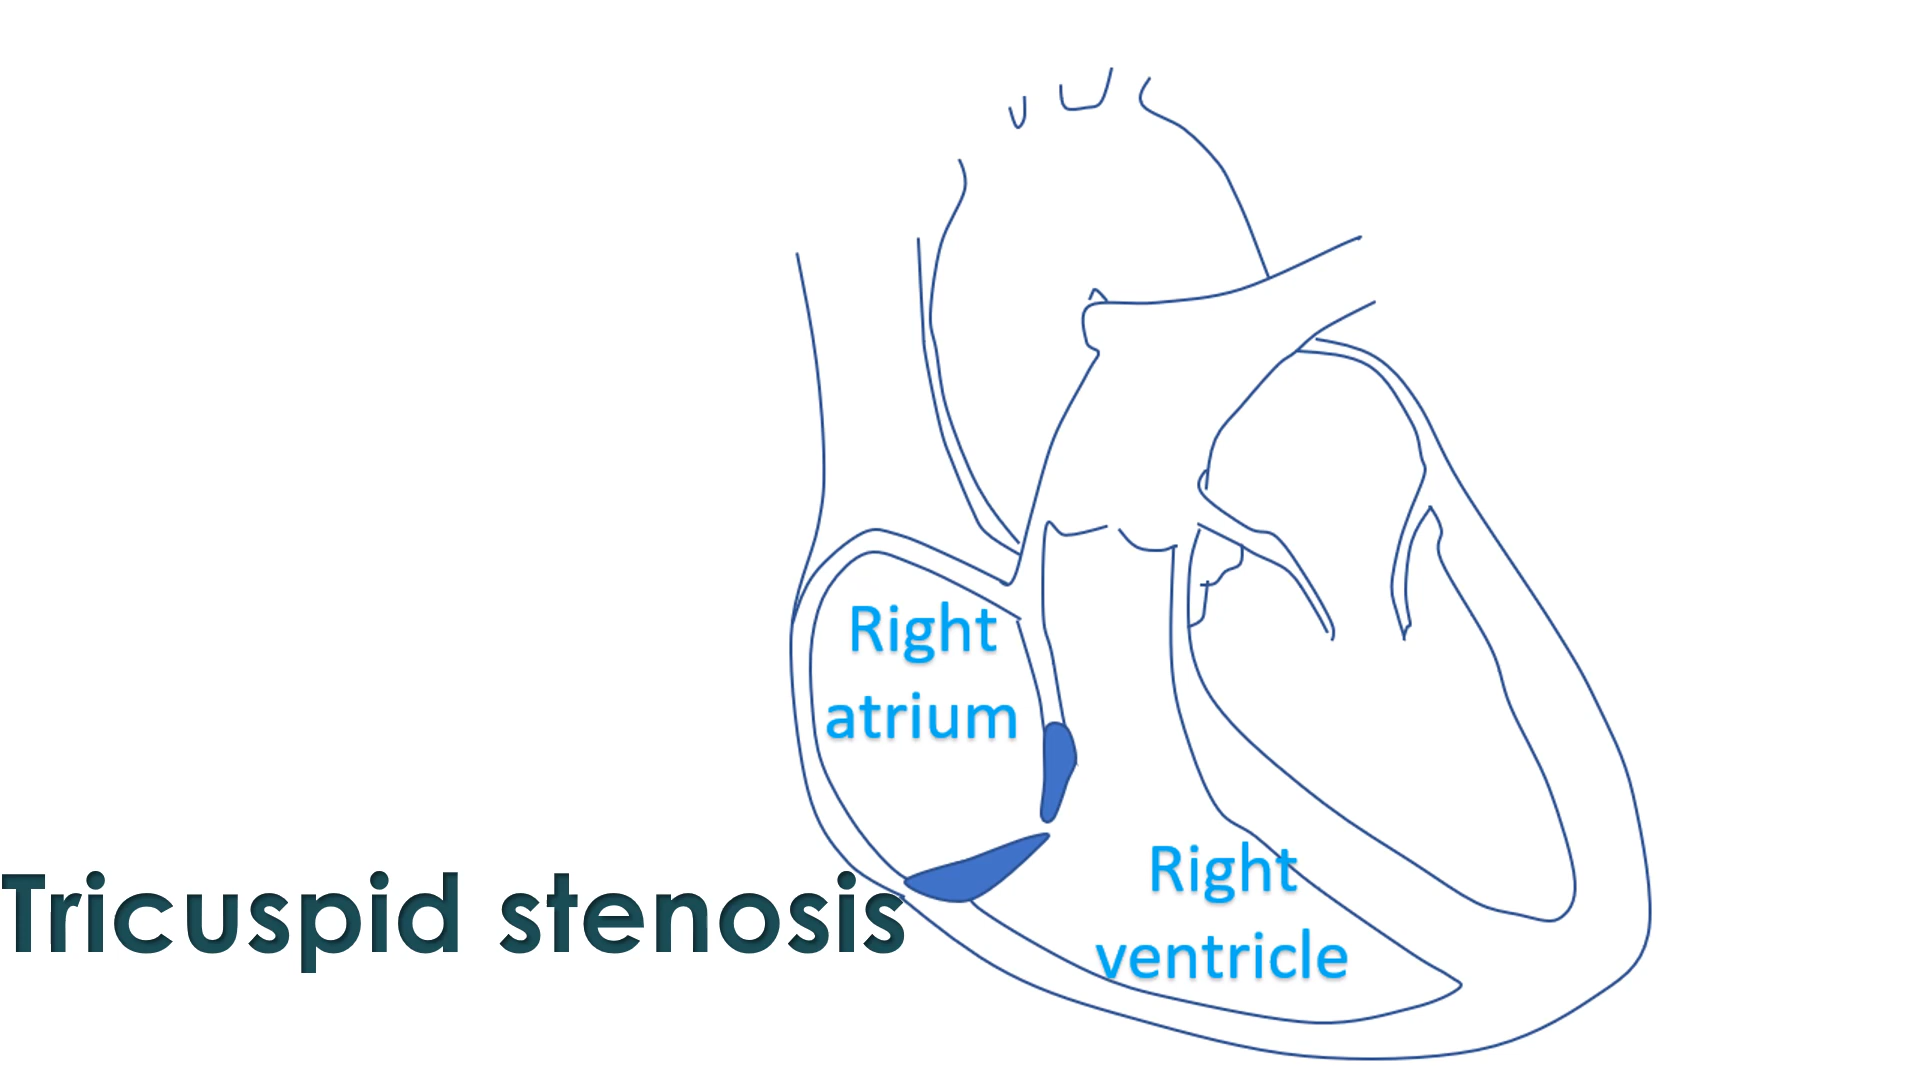 Right
atrium
Right
ventricle
Tricuspid stenosis